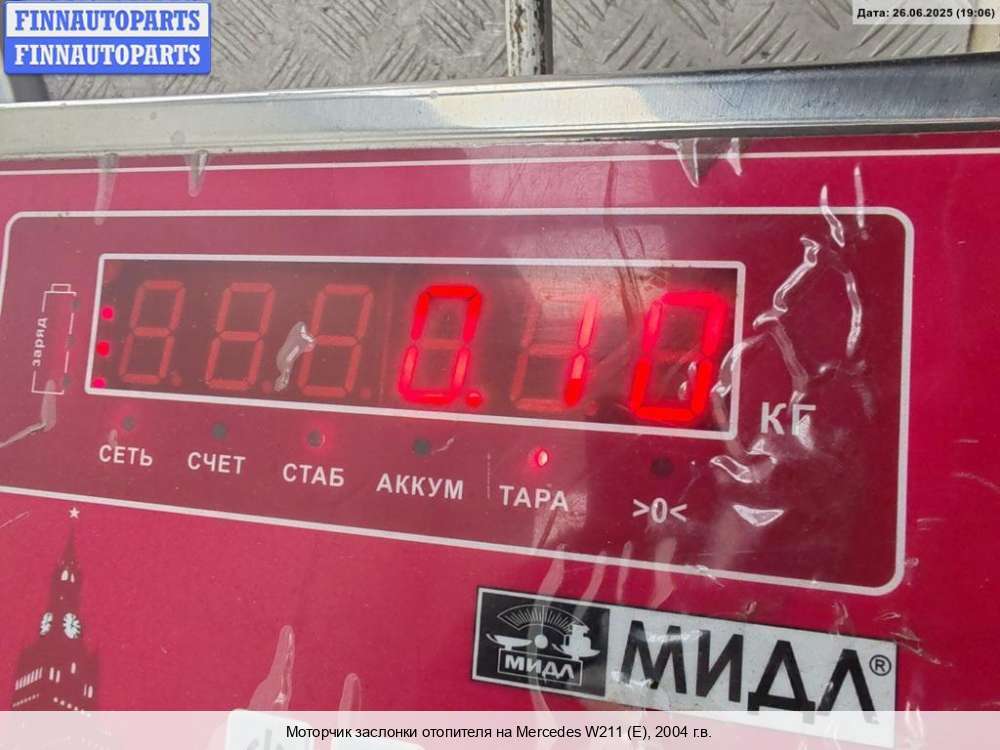 FINNAUTOPARTS
FINNAUTOPARTS
Дата: 26.06.2025 (19:06)
заряд
0.10
КГ
СЕТЬ СЧЕТ СТАБ АККУМ ТАРА >0<
МИДЛ МИДЛ®
Моторчик заслонки отопителя на Mercedes W211 (E), 2004 г.в.